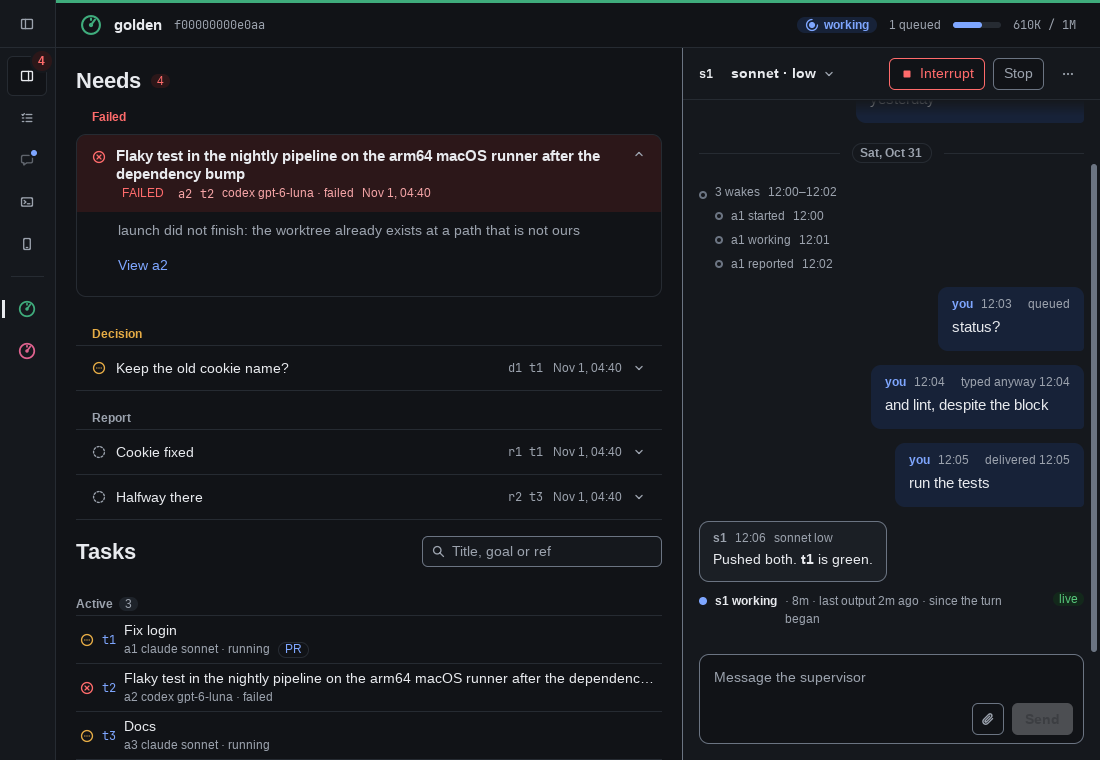 golden f00000000e0aa
working 1 queued 610K / 1M
4
Needs 4
Failed
Flaky test in the nightly pipeline on the arm64 macOS runner after the
dependency bump
FAILED a2 t2 codex gpt-6-luna · failed Nov 1, 04:40
launch did not finish: the worktree already exists at a path that is not ours
View a2
Decision
Keep the old cookie name? d1 t1 Nov 1, 04:40
Report
Cookie fixed r1 t1 Nov 1, 04:40
Halfway there r2 t3 Nov 1, 04:40
Tasks
Title, goal or ref
Active 3
t1 Fix login
a1 claude sonnet · running PR
t2 Flaky test in the nightly pipeline on the arm64 macOS runner after the dependenc…
a2 codex gpt-6-luna · failed
t3 Docs
a3 claude sonnet · running
s1 sonnet · low Interrupt Stop
yesterday
Sat, Oct 31
3 wakes 12:00–12:02
a1 started 12:00
a1 working 12:01
a1 reported 12:02
you 12:03 queued
status?
you 12:04 typed anyway 12:04
and lint, despite the block
you 12:05 delivered 12:05
run the tests
s1 12:06 sonnet low
Pushed both. t1 is green.
s1 working · 8m · last output 2m ago · since the turn
began
live
Message the supervisor
Send